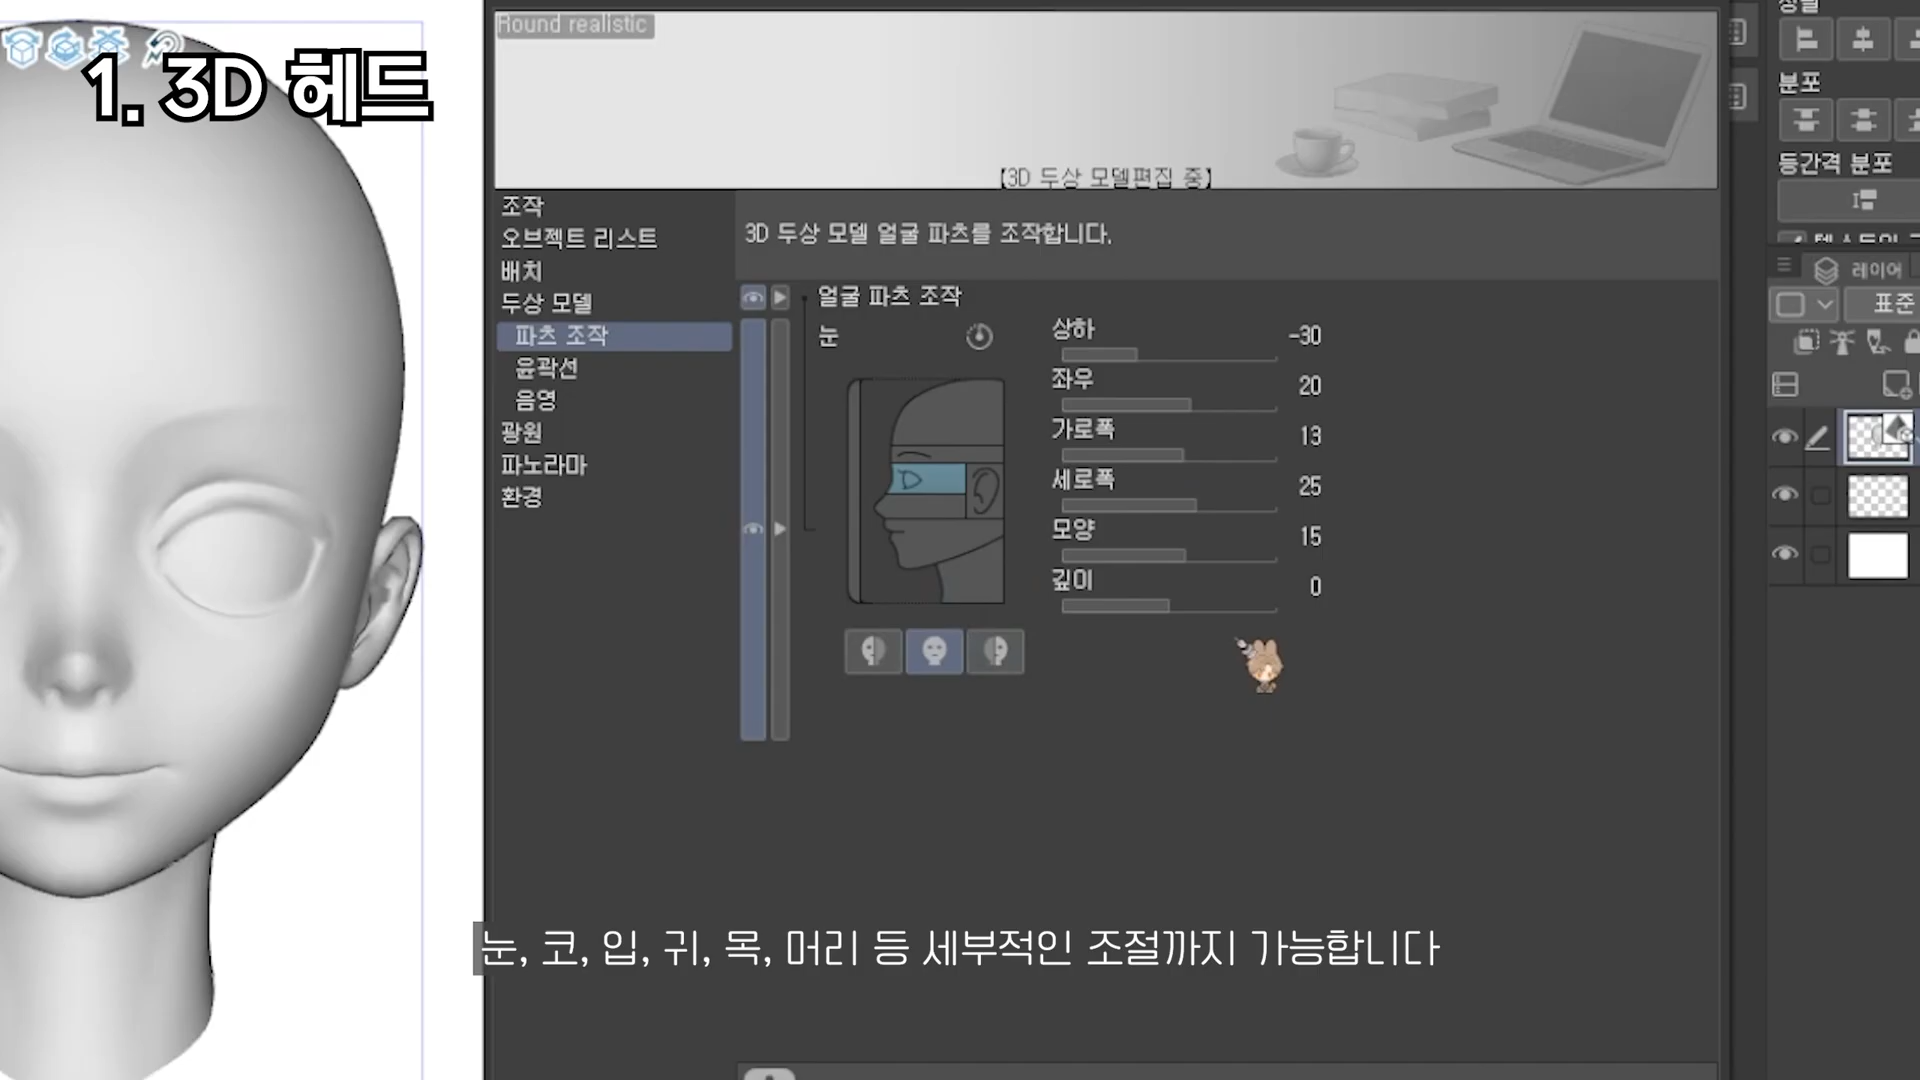 Round realistic
1. 3D 헤드
【3D 두상 모델편집 중】
조작
오브젝트 리스트
배치
두상 모델
파츠 조작
윤곽선
음영
광원
파노라마
환경
3D 두상 모델 얼굴 파츠를 조작합니다.
얼굴 파츠 조작
눈
상하 -30
좌우 20
가로폭 13
세로폭 25
모양 15
깊이 0
분포
등간격 분포
레이어
표준
눈, 코, 입, 귀, 목, 머리 등 세부적인 조절까지 가능합니다